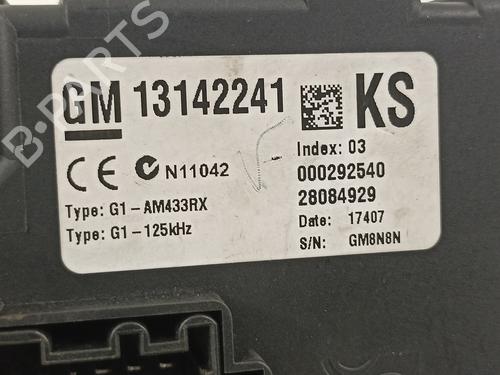 GM 13142241 KS
N11042
Index: 03
000292540
28084929
Type: G1-AM433RX
Date: 17407
Type: G1-125kHz
S/N: GM8N8N
B-PARTS